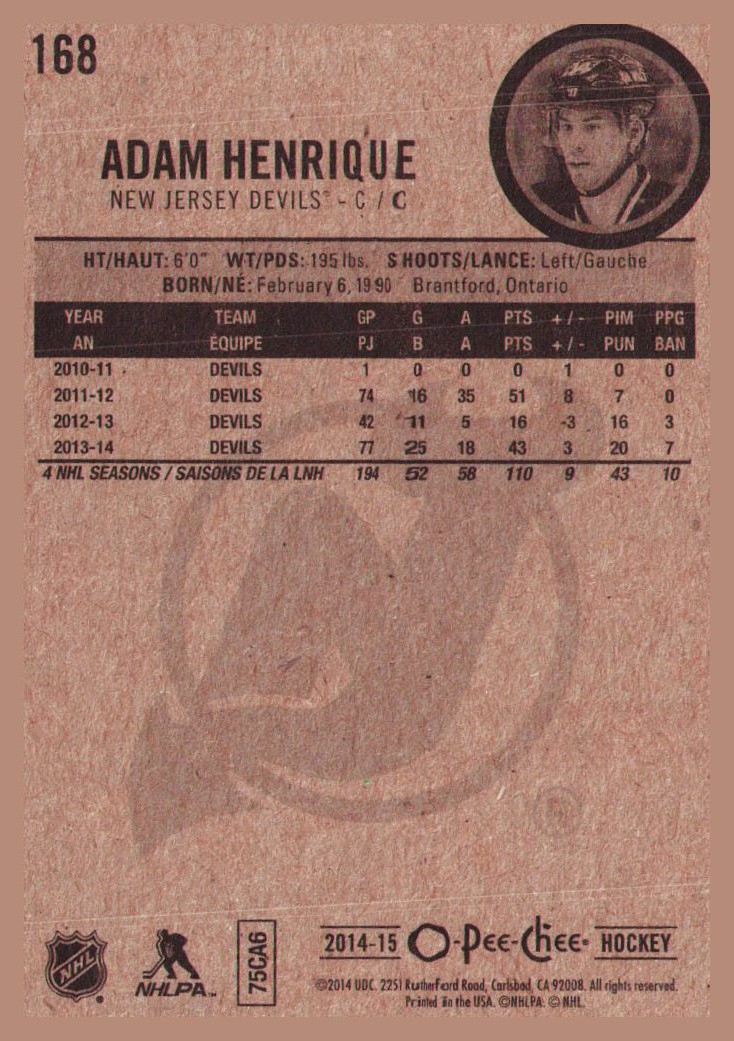 168
ADAM HENRIQUE
NEW JERSEY DEVILS - C / C
HT/HAUT: 6'0" WT/PDS: 195 lbs. SHOOTS/LANCE: Left/Gauche
BORN/NÉ: February 6, 1990 Brantford, Ontario
YEAR TEAM GP G A PTS +/- PIM PPG
AN ÉQUIPE PJ B A PTS +/- PUN BAN
2010-11 DEVILS 1 0 0 0 1 0 0
2011-12 DEVILS 74 16 35 51 8 7 0
2012-13 DEVILS 42 11 5 16 -3 16 3
2013-14 DEVILS 77 25 18 43 3 20 7
4 NHL SEASONS / SAISONS DE LA LNH 194 52 58 110 9 43 10
NHL
NHLPA™
75CA6
2014-15 O-Pee-Chee® HOCKEY
©2014 UDC. 2251 Rutherford Road, Carlsbad, CA 92008. All rights reserved.
Printed in the USA. ©NHLPA. © NHL.